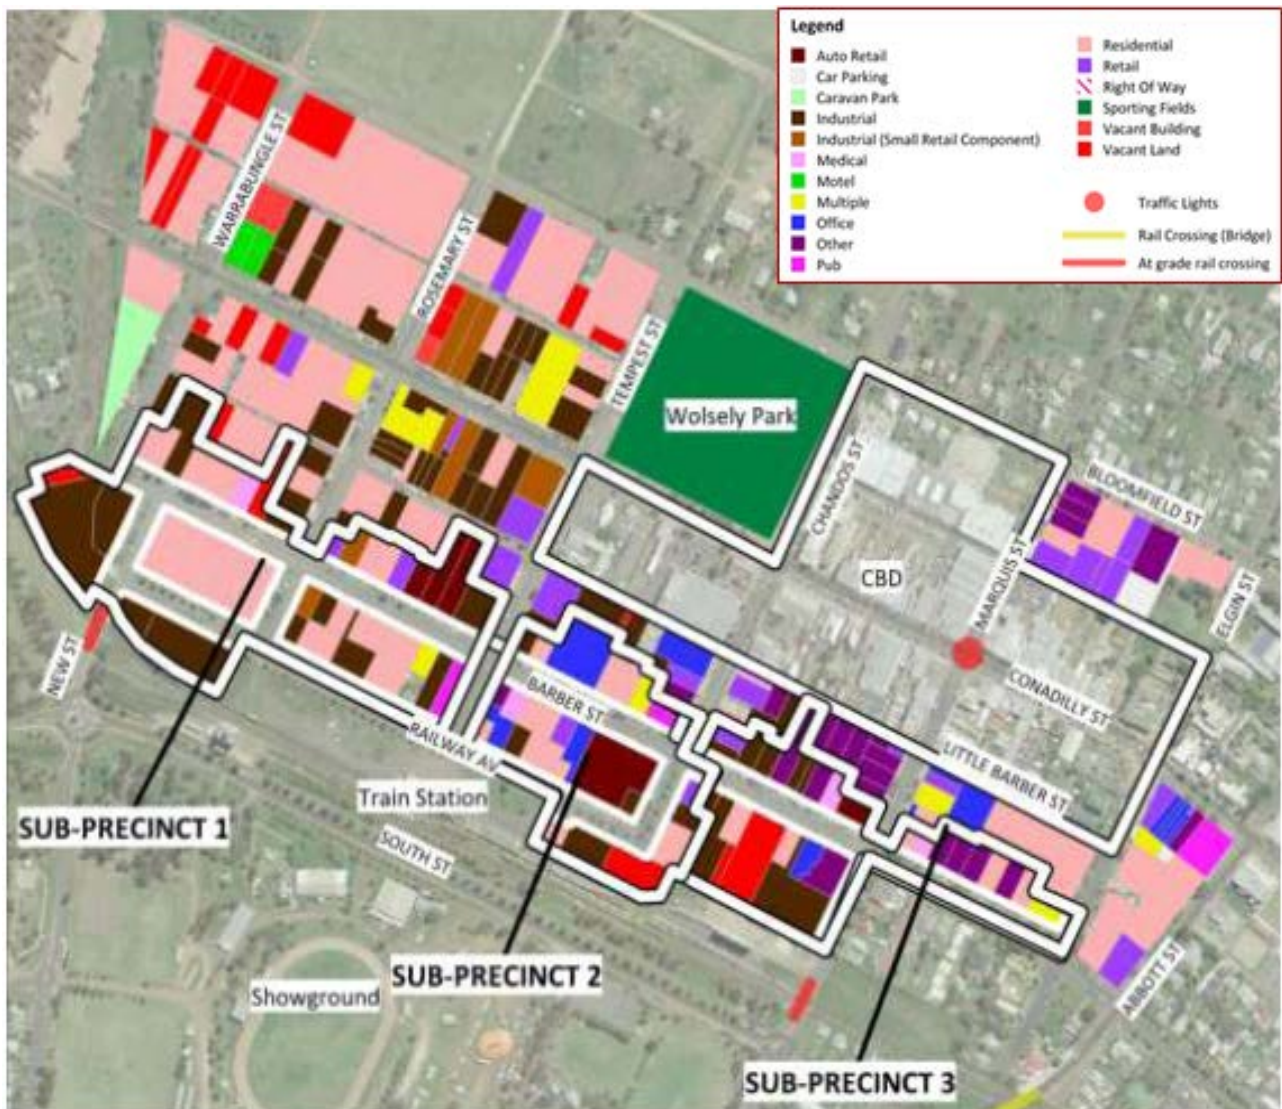 Legend
Auto Retail
Car Parking
Caravan Park
Industrial
Industrial (Small Retail Component)
Medical
Motel
Multiple
Office
Other
Pub
Residential
Retail
Right Of Way
Sporting Fields
Vacant Building
Vacant Land
Traffic Lights
Rail Crossing (Bridge)
At grade rail crossing
WARRABUNGLE ST
ROSEMARY ST
TEMPEST ST
Wolsely Park
CHANDOS ST
BLOOMFIELD ST
CBD
MARQUIS ST
ELGIN ST
CONADILLY ST
NEW ST
BARBER ST
RAILWAY AV
LITTLE BARBER ST
Train Station
SUB-PRECINCT 1
SOUTH ST
SUB-PRECINCT 2
ABBOTT ST
Showground
SUB-PRECINCT 3